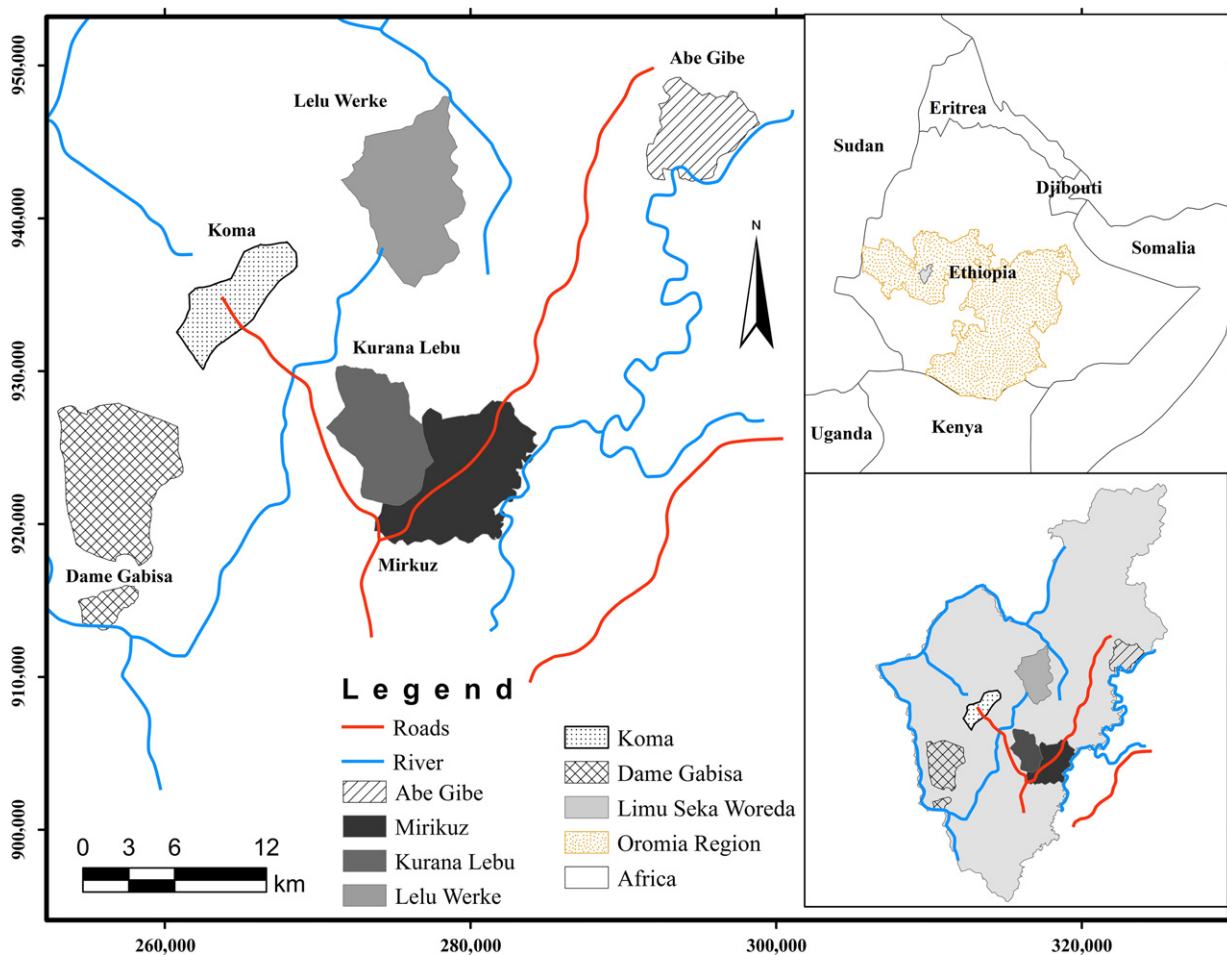 950,000
940,000
930,000
920,000
910,000
900,000
Abe Gibe
Lelu Werke
Koma
N
Kurana Lebu
Dame Gabisa
Mirkuz
Legend
Roads
River
Abe Gibe
Mirikuz
Kurana Lebu
Lelu Werke
Koma
Dame Gabisa
Limu Seka Woreda
Oromia Region
Africa
0 3 6 12
km
260,000 280,000 300,000 320,000
Eritrea
Sudan
Djibouti
Somalia
Ethiopia
Kenya
Uganda